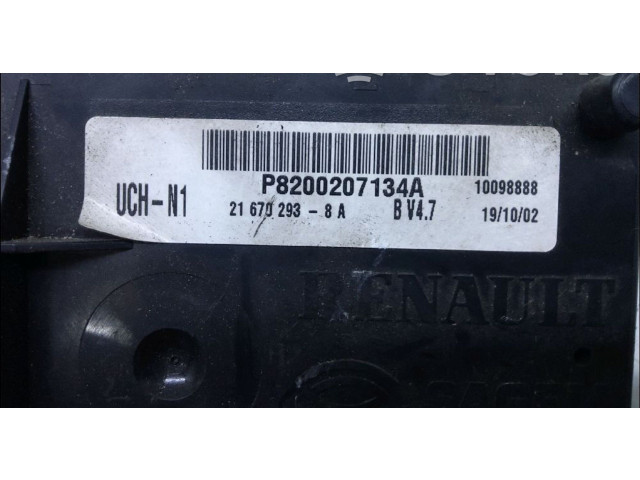 P8200207134A 10098888
UCH-N1 21 670 293 - 8 A B V4.7 19/10/02
RENAULT